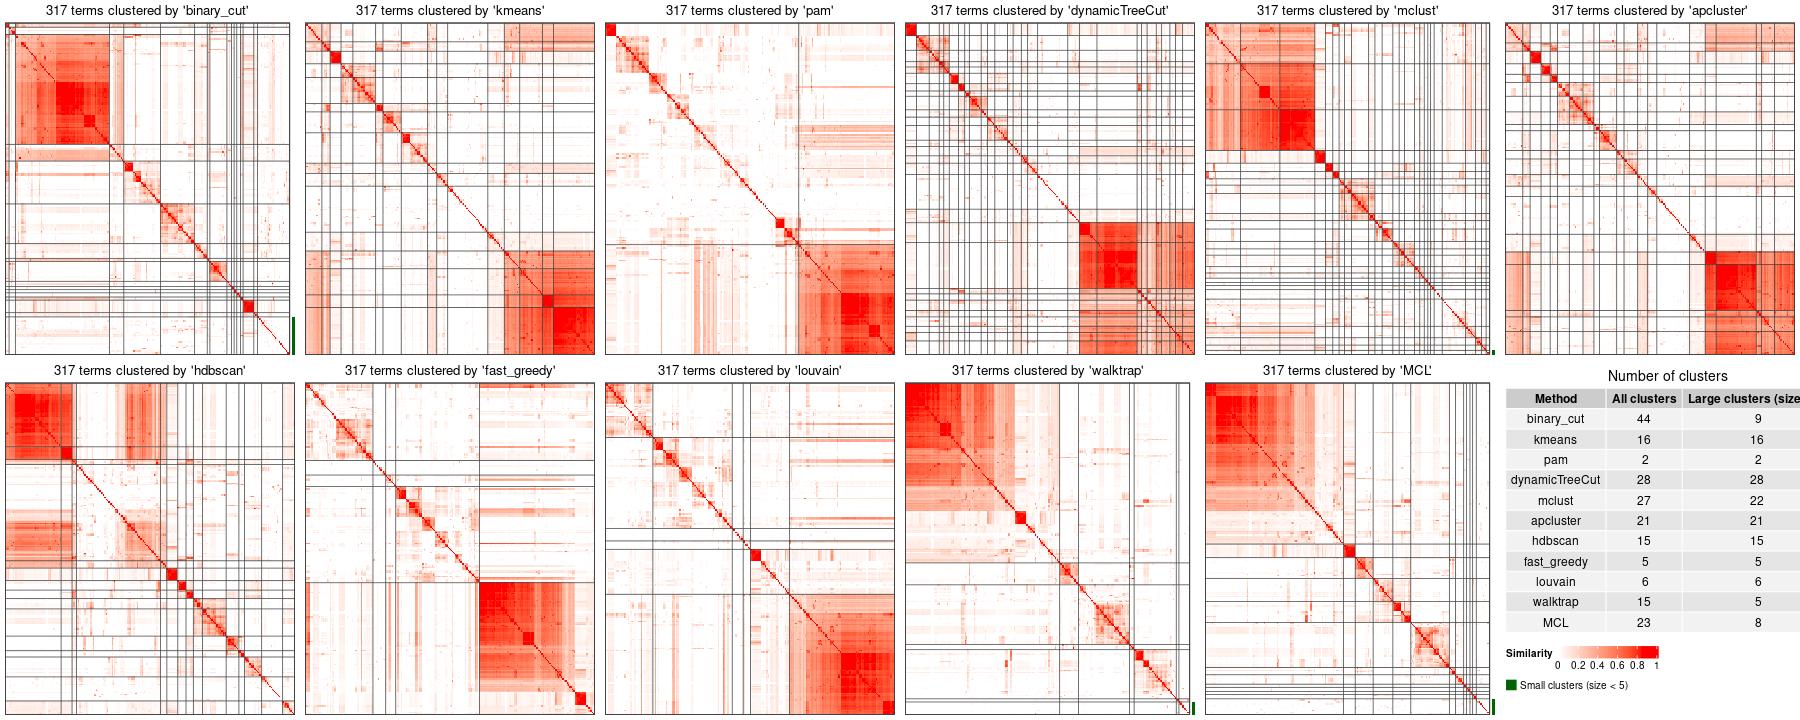 317 terms clustered by 'binary_cut'
317 terms clustered by 'kmeans'
317 terms clustered by 'pam'
317 terms clustered by 'dynamicTreeCut'
317 terms clustered by 'mclust'
317 terms clustered by 'apcluster'
317 terms clustered by 'hdbscan'
317 terms clustered by 'fast_greedy'
317 terms clustered by 'louvain'
317 terms clustered by 'walktrap'
317 terms clustered by 'MCL'
Number of clusters
Method All clusters Large clusters (size
binary_cut 44 9
kmeans 16 16
pam 2 2
dynamicTreeCut 28 28
mclust 27 22
apcluster 21 21
hdbscan 15 15
fast_greedy 5 5
louvain 6 6
walktrap 15 5
MCL 23 8
Similarity
0 0.2 0.4 0.6 0.8 1
Small clusters (size < 5)